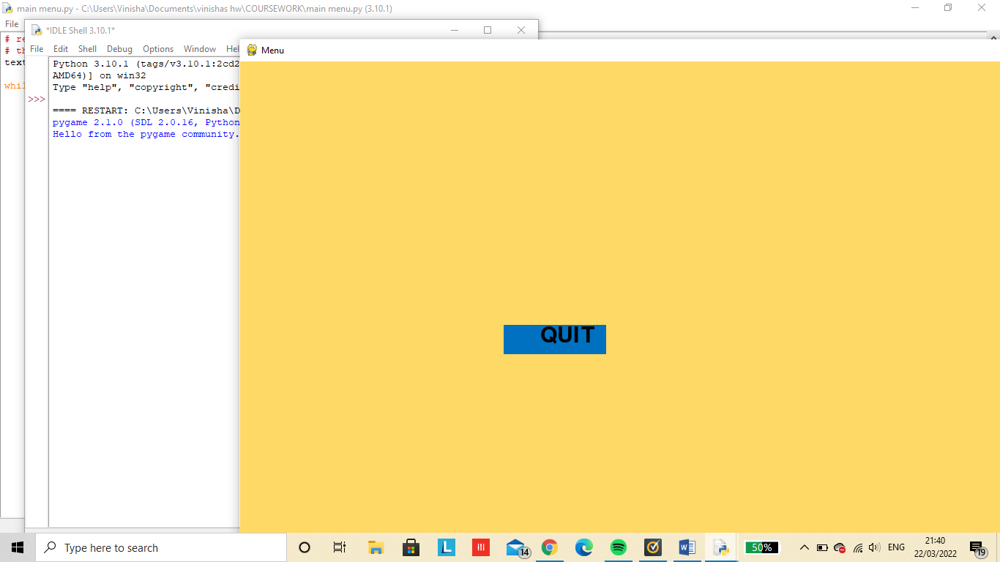 main menu.py - C:\Users\Vinisha\Documents\vinishas hw\COURSEWORK\main menu.py (3.10.1)
File
*IDLE Shell 3.10.1*
File Edit Shell Debug Options Window Hel
Menu
# re
# th
text
whil
Python 3.10.1 (tags/v3.10.1:2cd2
AMD64)] on win32
Type "help", "copyright", "credi
>>>
==== RESTART: C:\Users\Vinisha\D
pygame 2.1.0 (SDL 2.0.16, Python
Hello from the pygame community.
QUIT
Type here to search
L
14
W
50%
ENG
21:40
22/03/2022
19